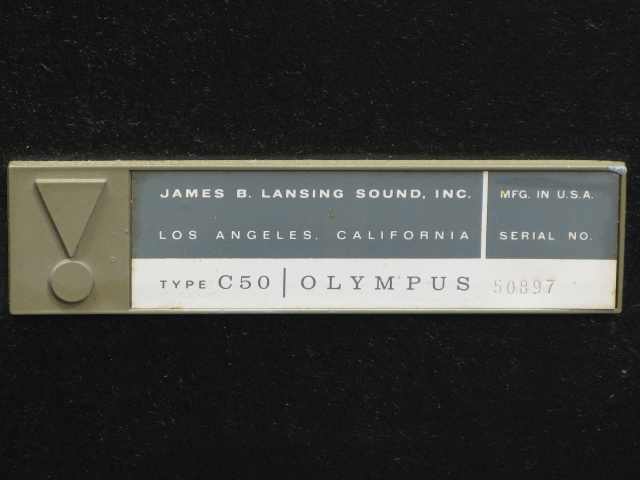 JAMES B. LANSING SOUND, INC.
LOS ANGELES, CALIFORNIA
MFG. IN U.S.A.
SERIAL NO.
TYPE C50 | OLYMPUS 50897